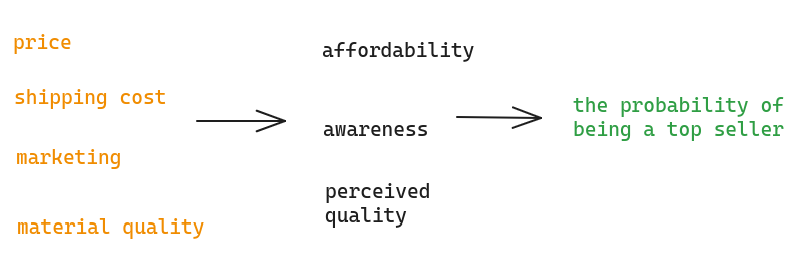 price
shipping cost
marketing
material quality
affordability
awareness
perceived
quality
the probability of
being a top seller